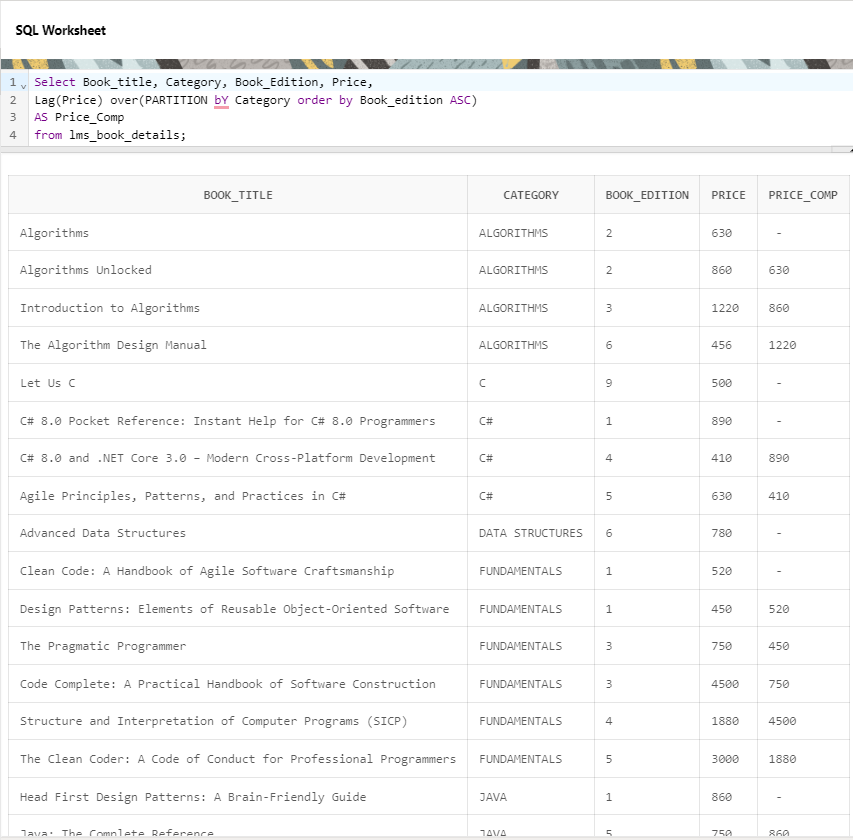 SQL Worksheet
1 Select Book_title, Category, Book_Edition, Price,
2 Lag(Price) over(PARTITION bY Category order by Book_edition ASC)
3 AS Price_Comp
4 from lms_book_details;
BOOK_TITLE CATEGORY BOOK_EDITION PRICE PRICE_COMP
Algorithms ALGORITHMS 2 630 -
Algorithms Unlocked ALGORITHMS 2 860 630
Introduction to Algorithms ALGORITHMS 3 1220 860
The Algorithm Design Manual ALGORITHMS 6 456 1220
Let Us C C 9 500 -
C# 8.0 Pocket Reference: Instant Help for C# 8.0 Programmers C# 1 890 -
C# 8.0 and .NET Core 3.0 – Modern Cross-Platform Development C# 4 410 890
Agile Principles, Patterns, and Practices in C# C# 5 630 410
Advanced Data Structures DATA STRUCTURES 6 780 -
Clean Code: A Handbook of Agile Software Craftsmanship FUNDAMENTALS 1 520 -
Design Patterns: Elements of Reusable Object-Oriented Software FUNDAMENTALS 1 450 520
The Pragmatic Programmer FUNDAMENTALS 3 750 450
Code Complete: A Practical Handbook of Software Construction FUNDAMENTALS 3 4500 750
Structure and Interpretation of Computer Programs (SICP) FUNDAMENTALS 4 1880 4500
The Clean Coder: A Code of Conduct for Professional Programmers FUNDAMENTALS 5 3000 1880
Head First Design Patterns: A Brain-Friendly Guide JAVA 1 860 -
Java: The Complete Reference JAVA 5 750 860